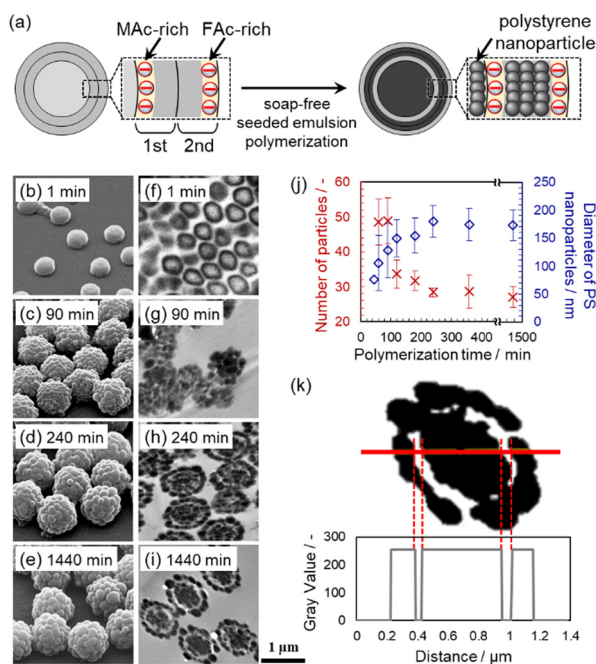 (a)
MAc-rich
FAc-rich
1st
2nd
soap-free
seeded emulsion
polymerization
polystyrene
nanoparticle
(b) 1 min
(f) 1 min
(c) 90 min
(g) 90 min
(d) 240 min
(h) 240 min
(e) 1440 min
(i) 1440 min
1 μm
(j)
Number of particles / -
60
50
40
30
20
Diameter of PS
nanoparticles / nm
250
200
150
100
50
0
0 100 200 300 400 1500
Polymerization time / min
(k)
Gray Value / -
300
200
100
0
0 0.2 0.4 0.6 0.8 1 1.2 1.4
Distance / μm